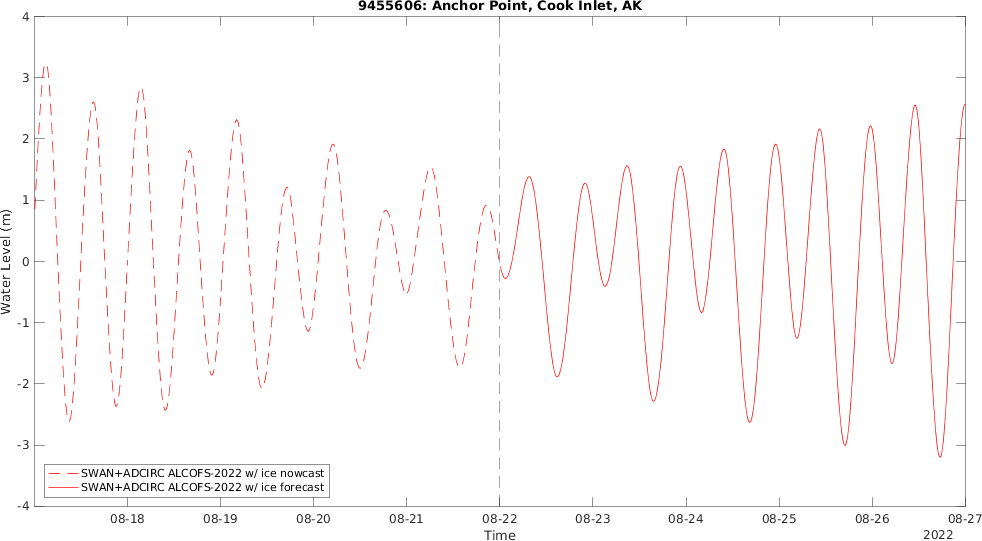 9455606: Anchor Point, Cook Inlet, AK
4
3
2
1
0
-1
-2
-3
-4
Water Level (m)
SWAN+ADCIRC ALCOFS-2022 w/ ice nowcast
SWAN+ADCIRC ALCOFS-2022 w/ ice forecast
08-18 08-19 08-20 08-21 08-22 08-23 08-24 08-25 08-26 08-27
Time
2022